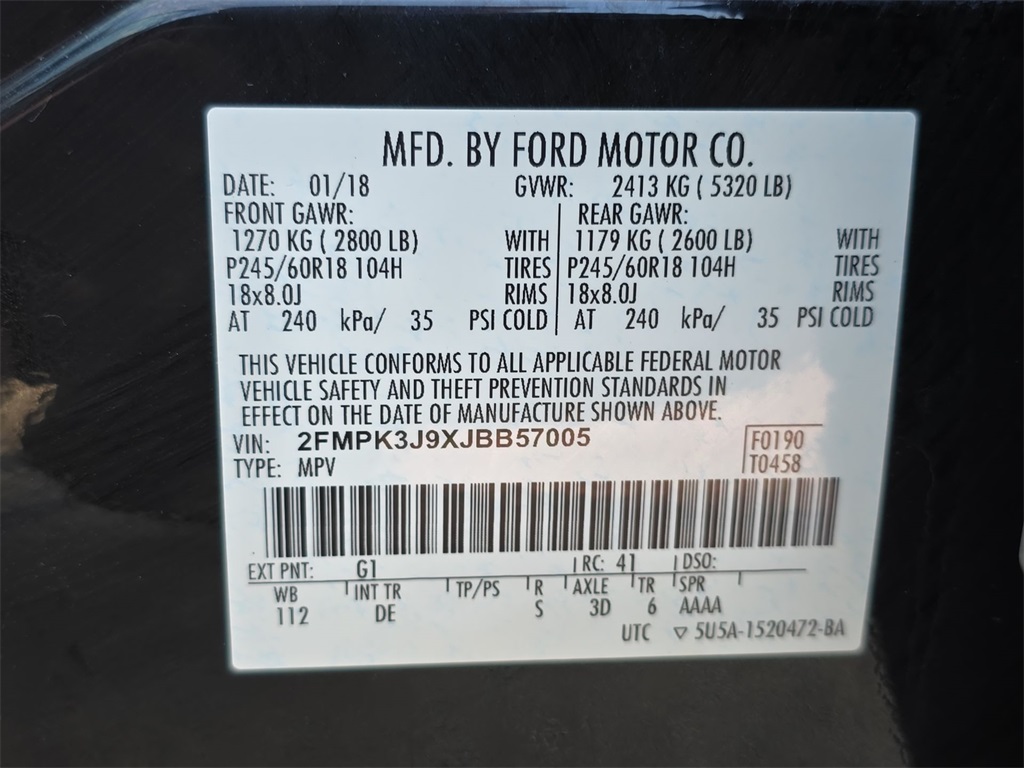 MFD. BY FORD MOTOR CO.
DATE: 01/18 GVWR: 2413 KG ( 5320 LB)
FRONT GAWR: REAR GAWR:
1270 KG ( 2800 LB) WITH 1179 KG ( 2600 LB) WITH
P245/60R18 104H TIRES P245/60R18 104H TIRES
18x8.0J RIMS 18x8.0J RIMS
AT 240 kPa/ 35 PSI COLD AT 240 kPa/ 35 PSI COLD
THIS VEHICLE CONFORMS TO ALL APPLICABLE FEDERAL MOTOR
VEHICLE SAFETY AND THEFT PREVENTION STANDARDS IN
EFFECT ON THE DATE OF MANUFACTURE SHOWN ABOVE.
VIN: 2FMPK3J9XJBB57005 F0190
TYPE: MPV T0458
EXT PNT: G1 RC: 41 DSO:
WB INT TR TP/PS R AXLE TR SPR
112 DE S 3D 6 AAAA
UTC ▽ 5U5A-1520472-BA